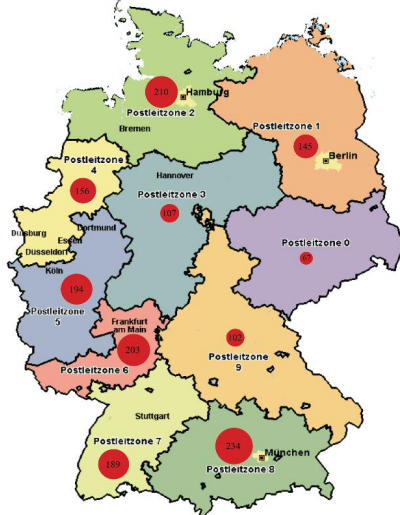 210
Hamburg
Postleitzone 2
Bremen
Postleitzone 1
145
Berlin
Postleitzone
4
156
Hannover
Postleitzone 3
107
Duisburg
Essen
Dortmund
Düsseldorf
Postleitzone 0
67
Köln
194
Postleitzone
5
Frankfurt
am Main
203
Postleitzone 6
102
Postleitzone
9
Stuttgart
Postleitzone 7
189
234
München
Postleitzone 8